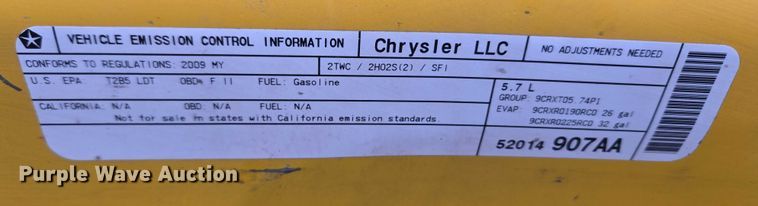 VEHICLE EMISSION CONTROL INFORMATION Chrysler LLC NO ADJUSTMENTS NEEDED
CONFORMS TO REGULATIONS: 2009 MY 2TWC / 2HO2S(2) / SFI
U.S. EPA T2B5 LDT OBD: F II FUEL: Gasoline
CALIFORNIA: N/A OBD: N/A FUEL: N/A
Not for sale in states with California emission standards.
5.7 L
GROUP: 9CRXT05.74P1
EVAP: 9CRXR0190RC0 26 gal
9CRXR0225RC0 32 gal
52014 907AA
Purple Wave Auction